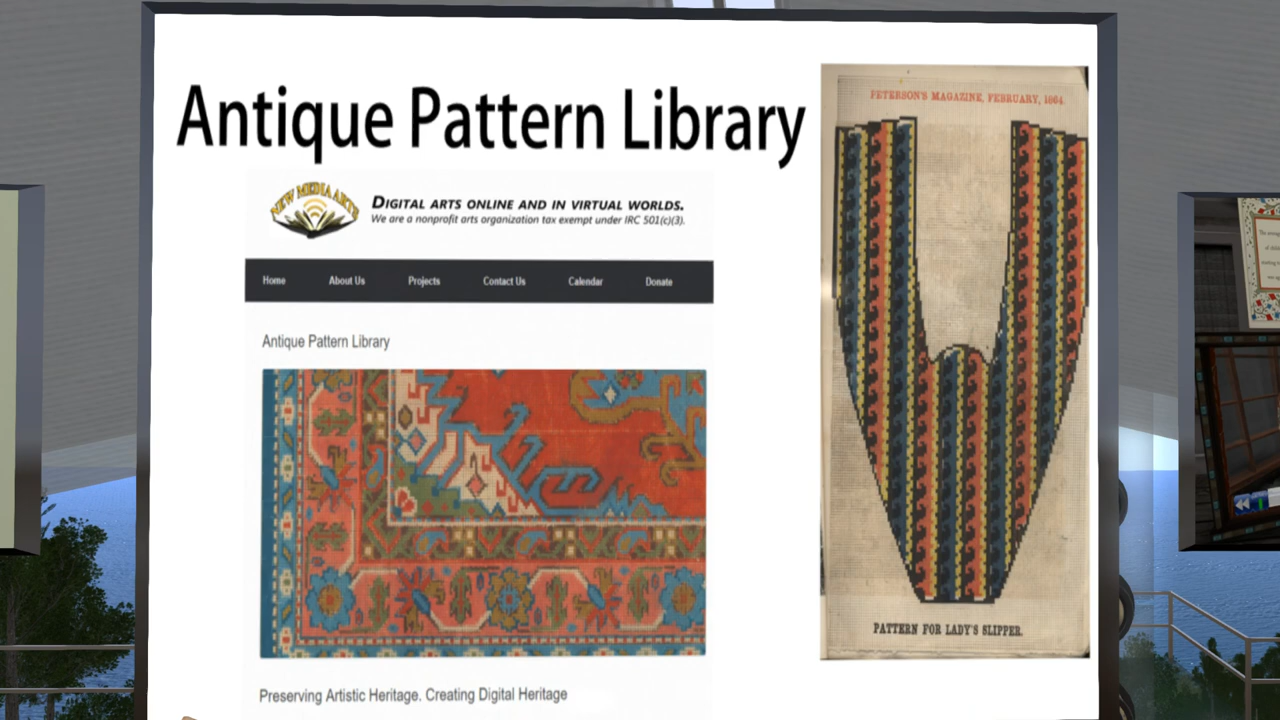 Antique Pattern Library
NEW MEDIA ARTS
DIGITAL ARTS ONLINE AND IN VIRTUAL WORLDS.
We are a nonprofit arts organization tax exempt under IRC 501(c)(3).
Home About Us Projects Contact Us Calendar Donate
Antique Pattern Library
Preserving Artistic Heritage. Creating Digital Heritage
PETERSON'S MAGAZINE, FEBRUARY, 1864.
PATTERN FOR LADY'S SLIPPER.